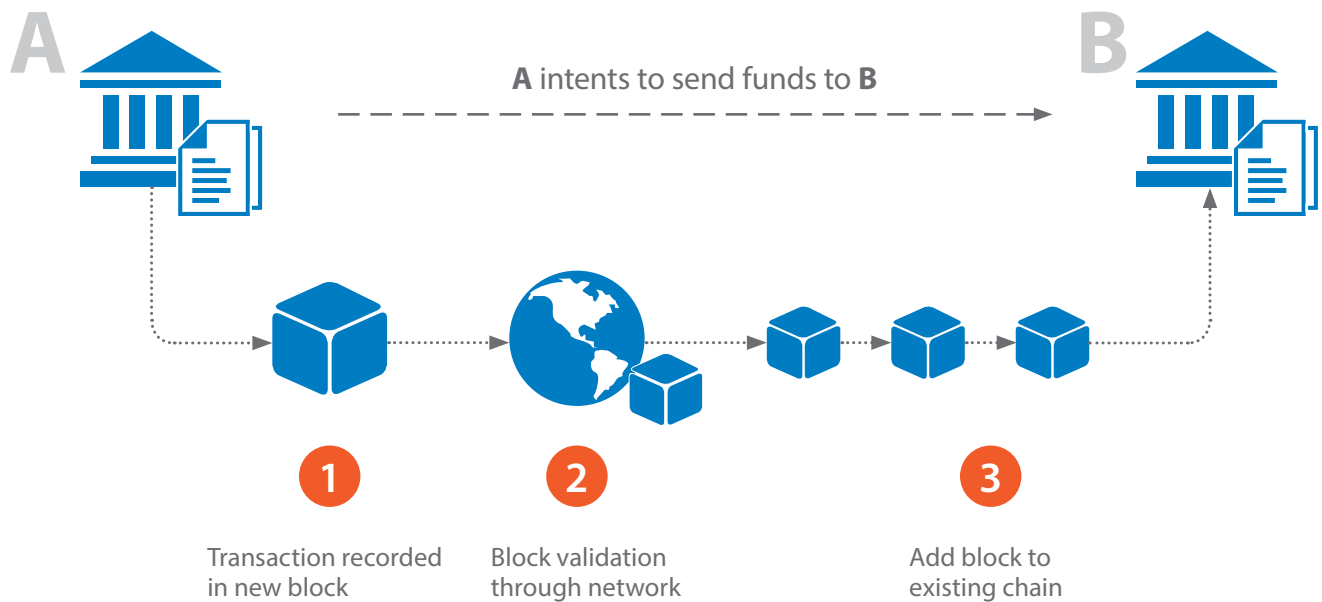 A
B
A intents to send funds to B
1
2
3
Transaction recorded
in new block
Block validation
through network
Add block to
existing chain